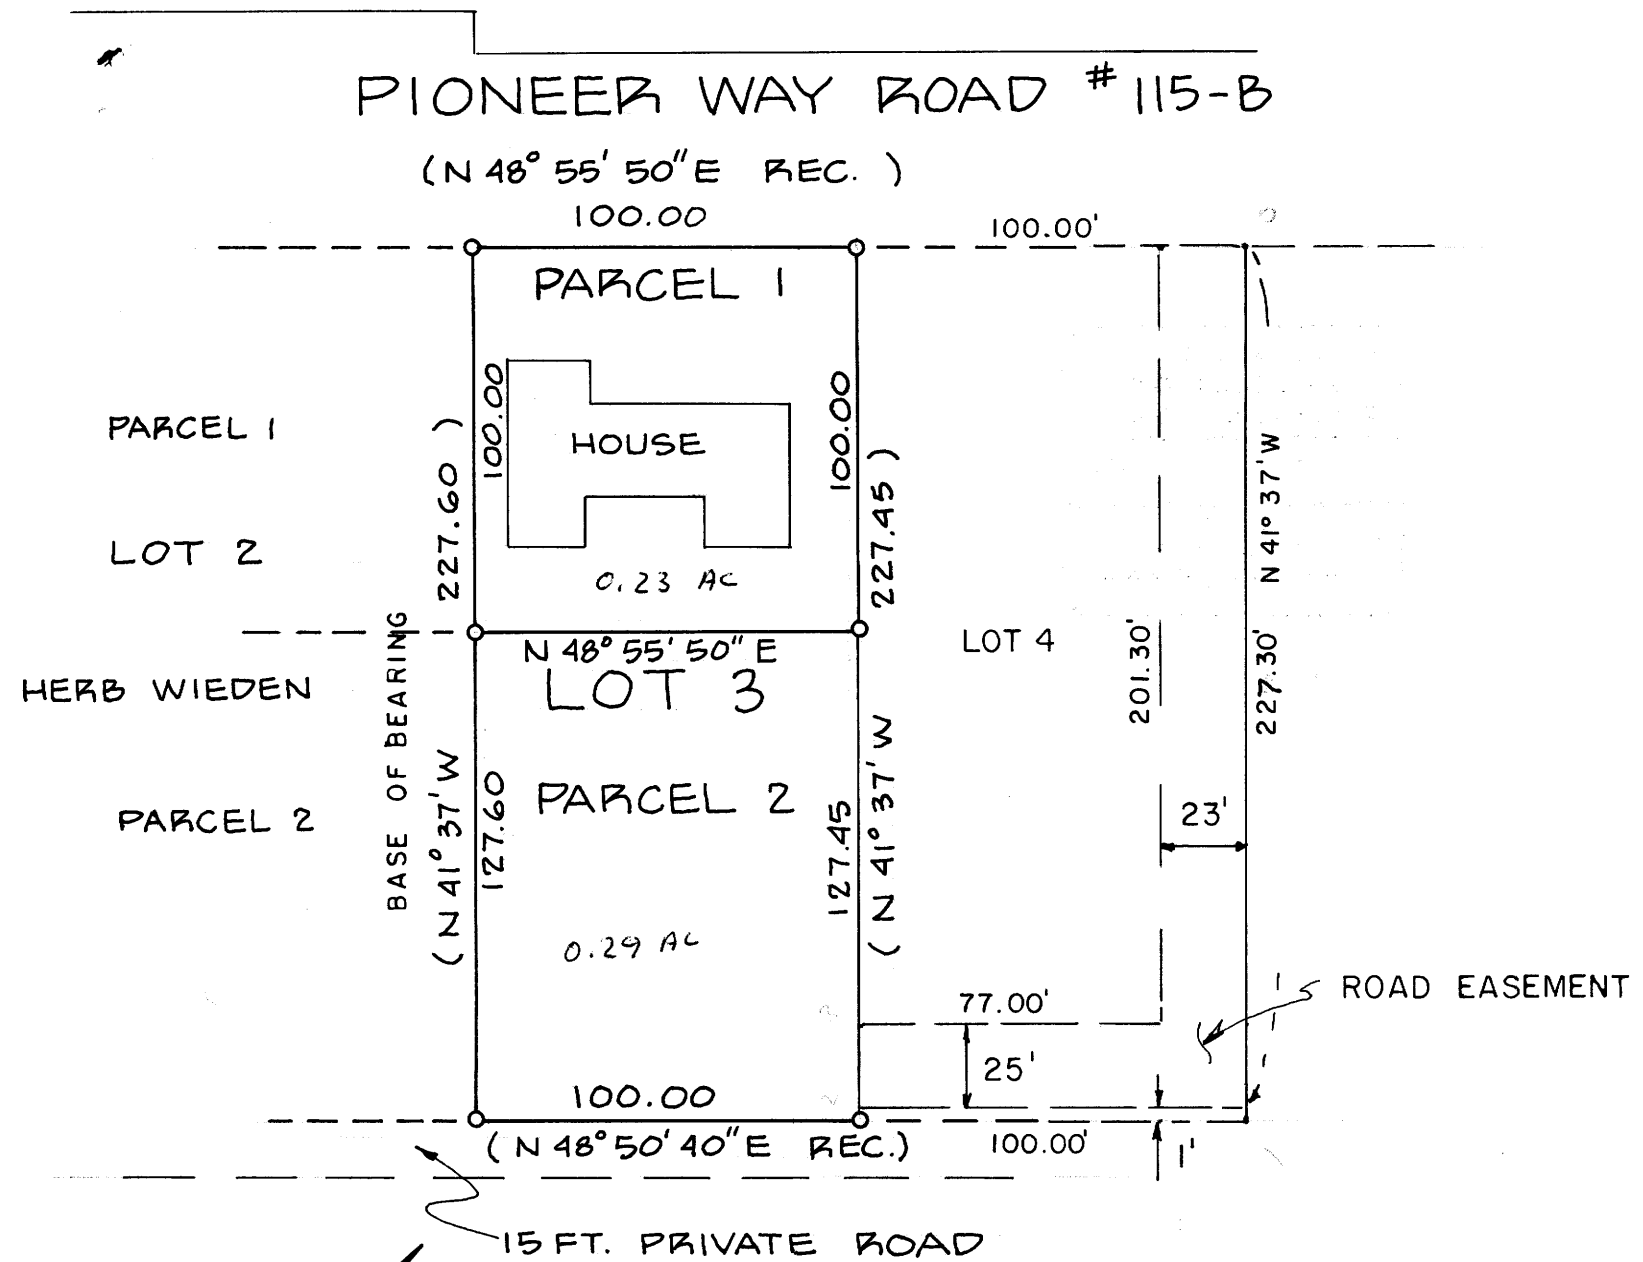 PIONEER WAY ROAD # 115-B
(N 48° 55' 50" E REC. )
100.00
100.00'
PARCEL 1
100.00
100.00
HOUSE
PARCEL 1
227.60 )
227.45 )
N 41° 37' W
LOT 2
0.23 AC
LOT 4
201.30'
227.30'
N 48° 55' 50" E
LOT 3
HERB WIEDEN
BASE OF BEARING
(N 41° 37' W
127.60
PARCEL 2
127.45
(N 41° 37' W
23'
PARCEL 2
0.29 AC
ROAD EASEMENT
77.00'
25'
100.00
(N 48° 50' 40" E REC.)
100.00'
1'
15 FT. PRIVATE ROAD